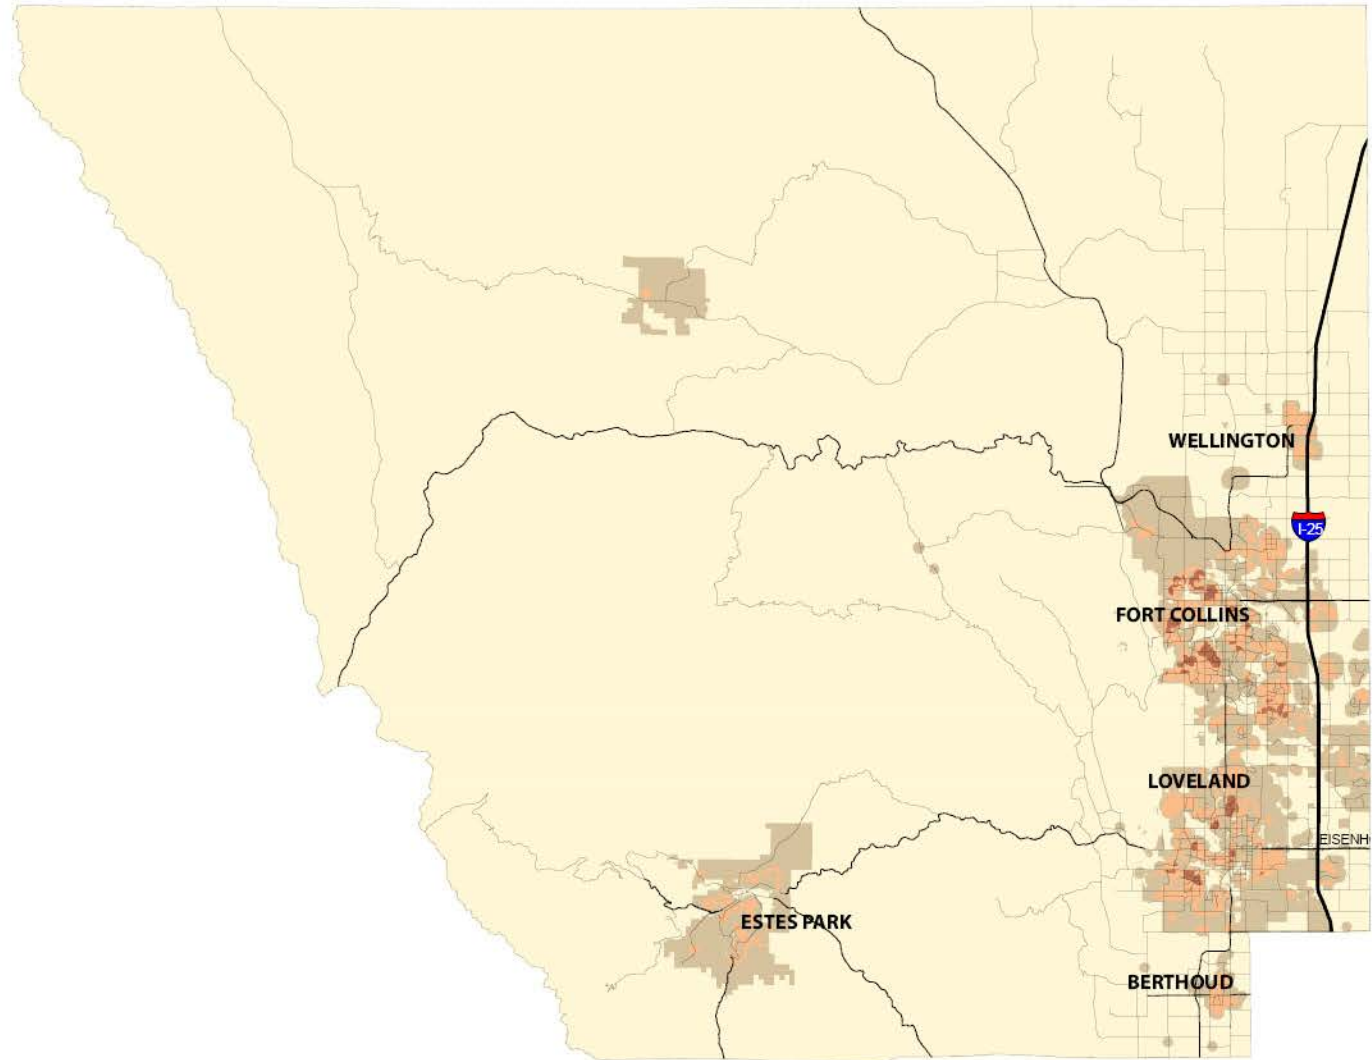 WELLINGTON
I-25
FORT COLLINS
LOVELAND
EISENH
ESTES PARK
BERTHOUD